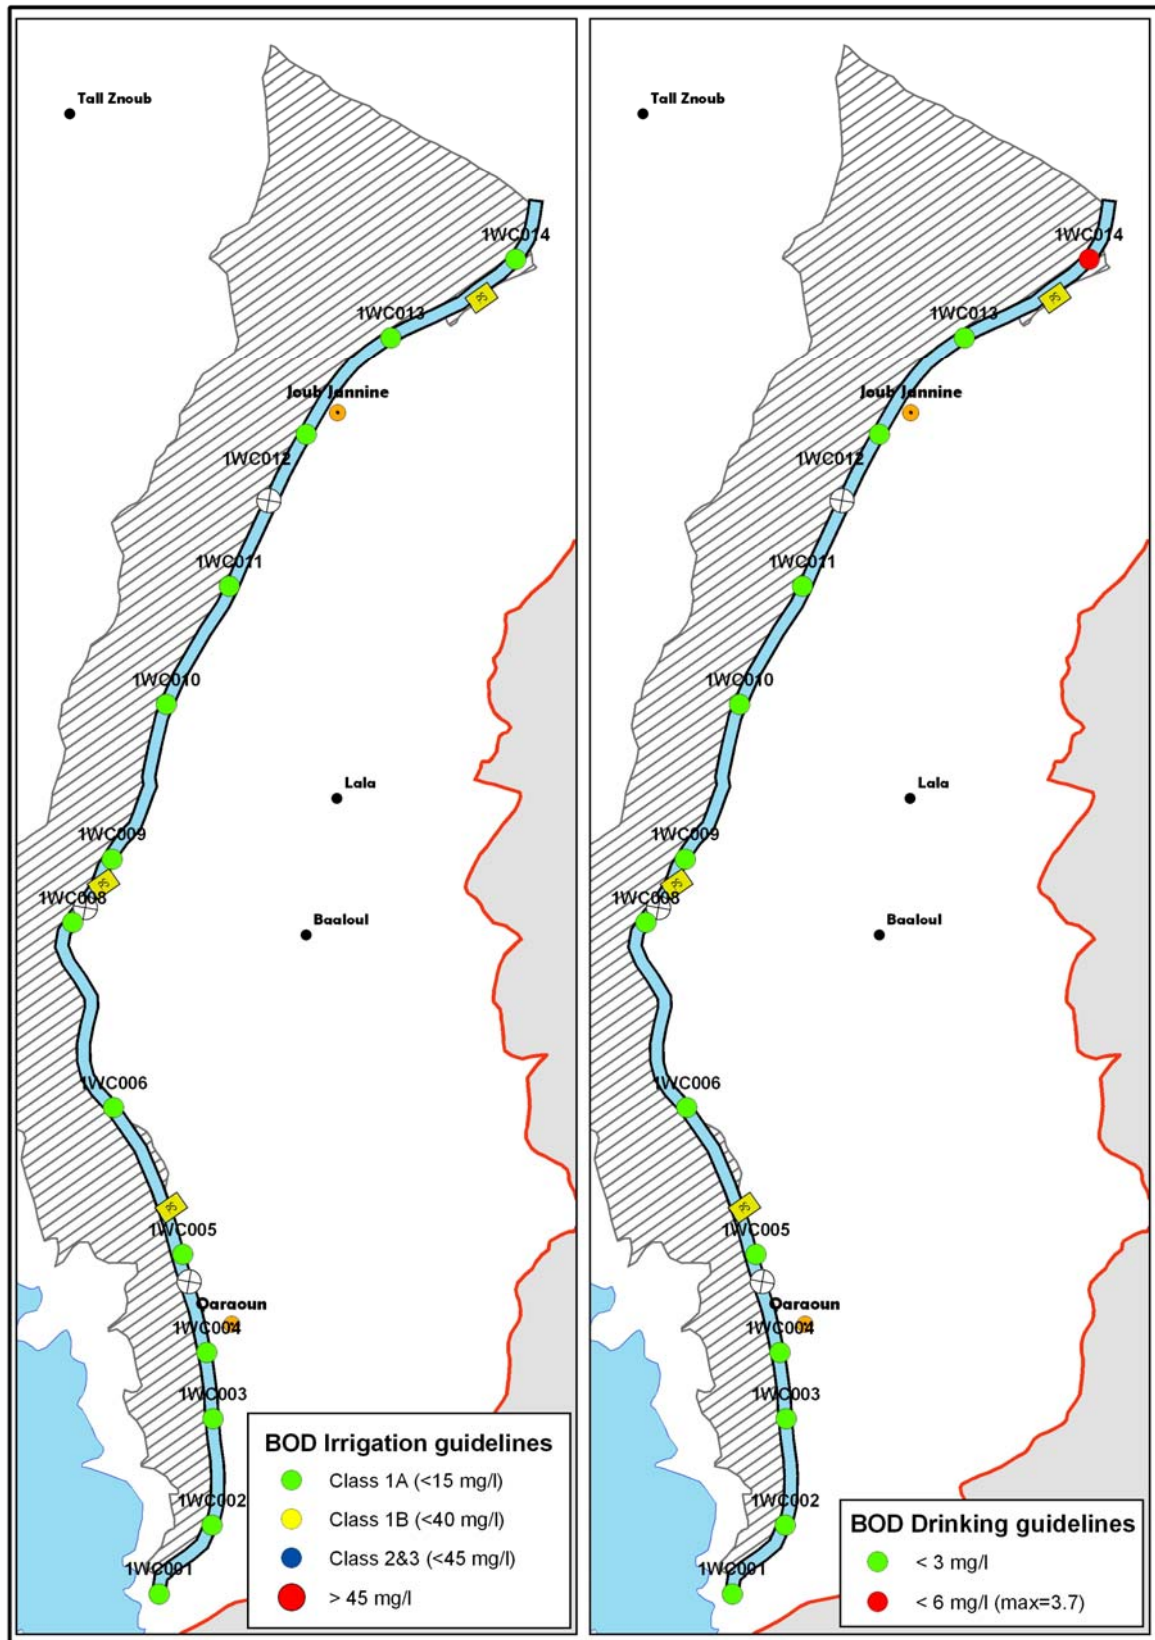 Tall Znoub
1WC014
1WC013
Joub Jannine
1WC012
1WC011
1WC010
Lala
1WC009
1WC008
Baaloul
1WC006
1WC005
Qaraoun
1WC004
1WC003
1WC002
1WC001
BOD Irrigation guidelines
Class 1A (<15 mg/l)
Class 1B (<40 mg/l)
Class 2&3 (<45 mg/l)
> 45 mg/l
Tall Znoub
1WC014
1WC013
Joub Jannine
1WC012
1WC011
1WC010
Lala
1WC009
1WC008
Baaloul
1WC006
1WC005
Qaraoun
1WC004
1WC003
1WC002
1WC001
BOD Drinking guidelines
< 3 mg/l
< 6 mg/l (max=3.7)